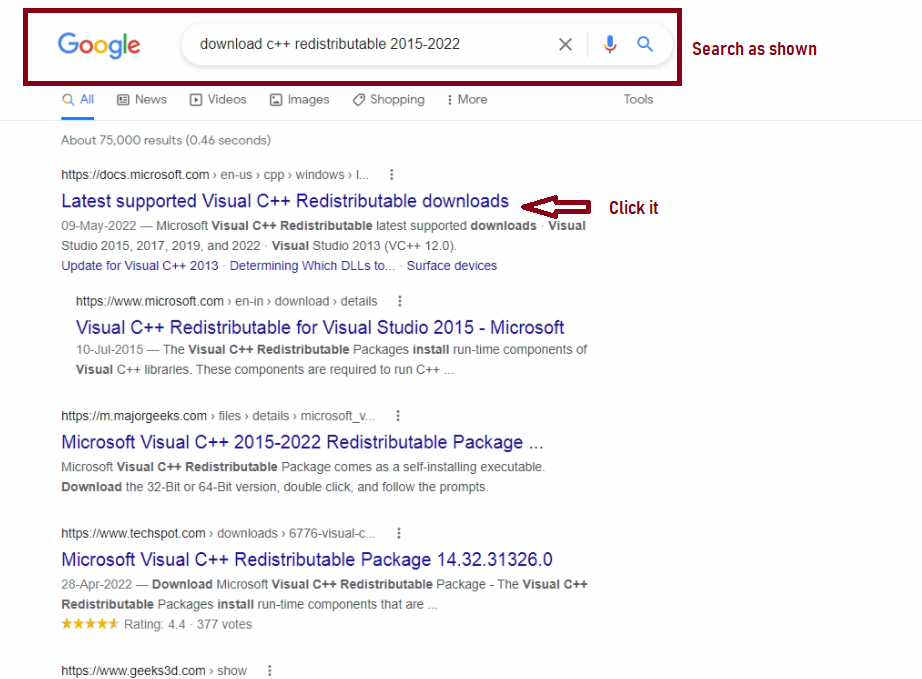 Google
download c++ redistributable 2015-2022
Search as shown
All News Videos Images Shopping More Tools
About 75,000 results (0.46 seconds)
https://docs.microsoft.com › en-us › cpp › windows › l...
Latest supported Visual C++ Redistributable downloads
Click it
09-May-2022 — Microsoft Visual C++ Redistributable latest supported downloads · Visual
Studio 2015, 2017, 2019, and 2022 · Visual Studio 2013 (VC++ 12.0).
Update for Visual C++ 2013 · Determining Which DLLs to... · Surface devices
https://www.microsoft.com › en-in › download › details
Visual C++ Redistributable for Visual Studio 2015 - Microsoft
10-Jul-2015 — The Visual C++ Redistributable Packages install run-time components of
Visual C++ libraries. These components are required to run C++ ...
https://m.majorgeeks.com › files › details › microsoft_v...
Microsoft Visual C++ 2015-2022 Redistributable Package ...
Microsoft Visual C++ Redistributable Package comes as a self-installing executable.
Download the 32-Bit or 64-Bit version, double click, and follow the prompts.
https://www.techspot.com › downloads › 6776-visual-c...
Microsoft Visual C++ Redistributable Package 14.32.31326.0
28-Apr-2022 — Download Microsoft Visual C++ Redistributable Package - The Visual C++
Redistributable Packages install run-time components that are ...
Rating: 4.4 · 377 votes
https://www.geeks3d.com › show